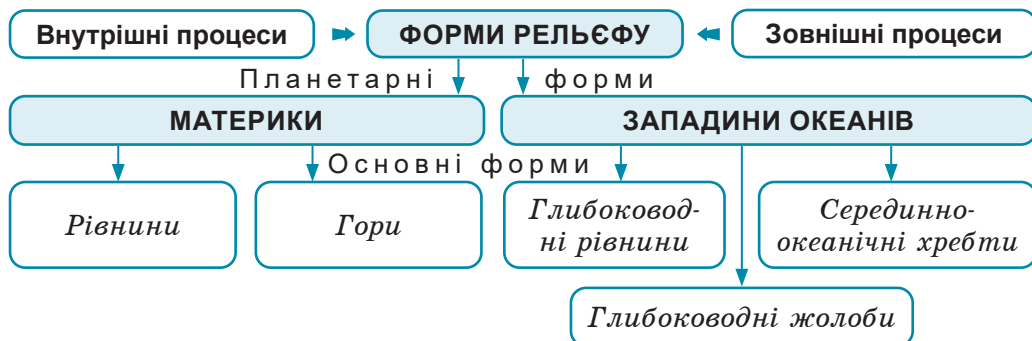 Внутрішні процеси
ФОРМИ РЕЛЬЄФУ
Зовнішні процеси
Планетарні форми
МАТЕРИКИ
ЗАПАДИНИ ОКЕАНІВ
Основні форми
Рівнини
Гори
Глибоковод-
ні рівнини
Серединно-
океанічні хребти
Глибоководні жолоби